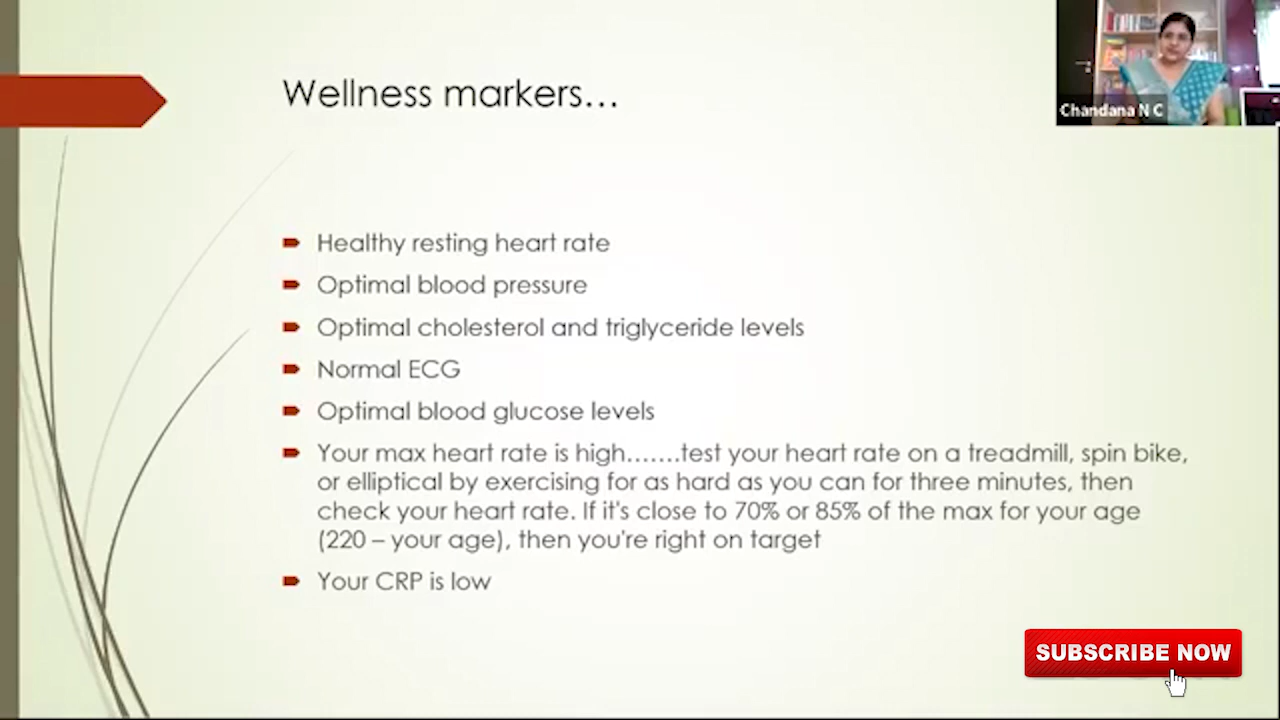 Wellness markers…
Chandana N C
Healthy resting heart rate
Optimal blood pressure
Optimal cholesterol and triglyceride levels
Normal ECG
Optimal blood glucose levels
Your max heart rate is high…….test your heart rate on a treadmill, spin bike,
or elliptical by exercising for as hard as you can for three minutes, then
check your heart rate. If it's close to 70% or 85% of the max for your age
(220 – your age), then you're right on target
Your CRP is low
SUBSCRIBE NOW